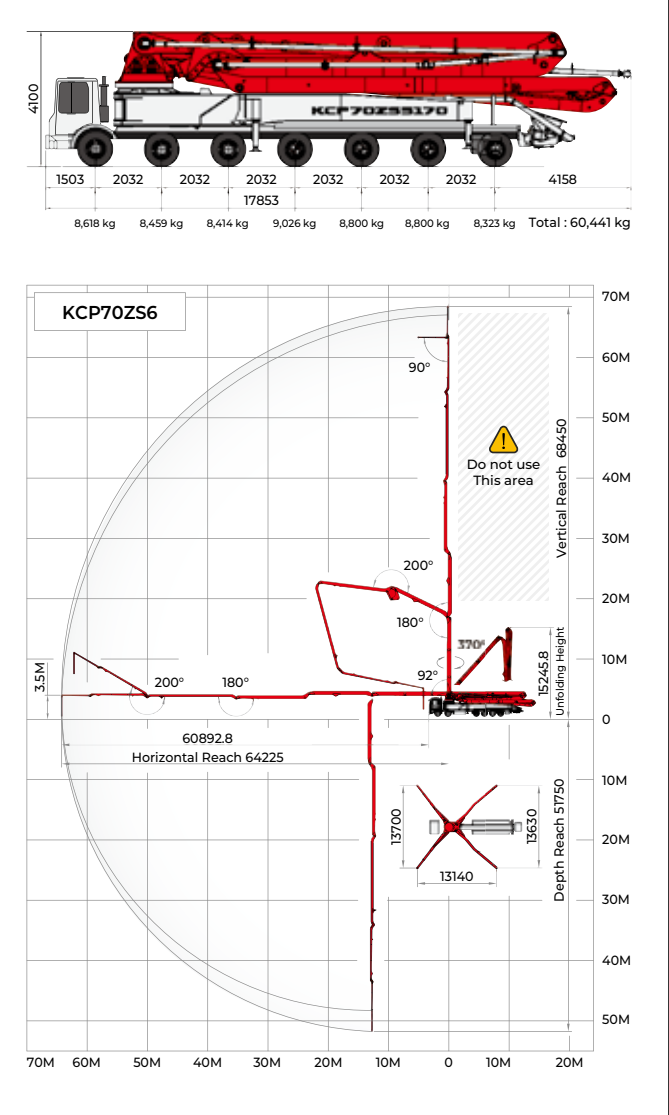 4100
KCP70ZS5170
1503 2032 2032 2032 2032 2032 2032 4158
17853
8,618 kg 8,459 kg 8,414 kg 9,026 kg 8,800 kg 8,800 kg 8,323 kg Total : 60,441 kg
KCP70ZS6
70M
60M
90°
50M
Do not use
This area
Vertical Reach 68450
40M
30M
200°
20M
180°
370°
15245.8
Unfolding Height
10M
92°
3.5M
200° 180°
0
60892.8
Horizontal Reach 64225
10M
13700
13630
Depth Reach 51750
20M
13140
30M
40M
50M
70M 60M 50M 40M 30M 20M 10M 0 10M 20M